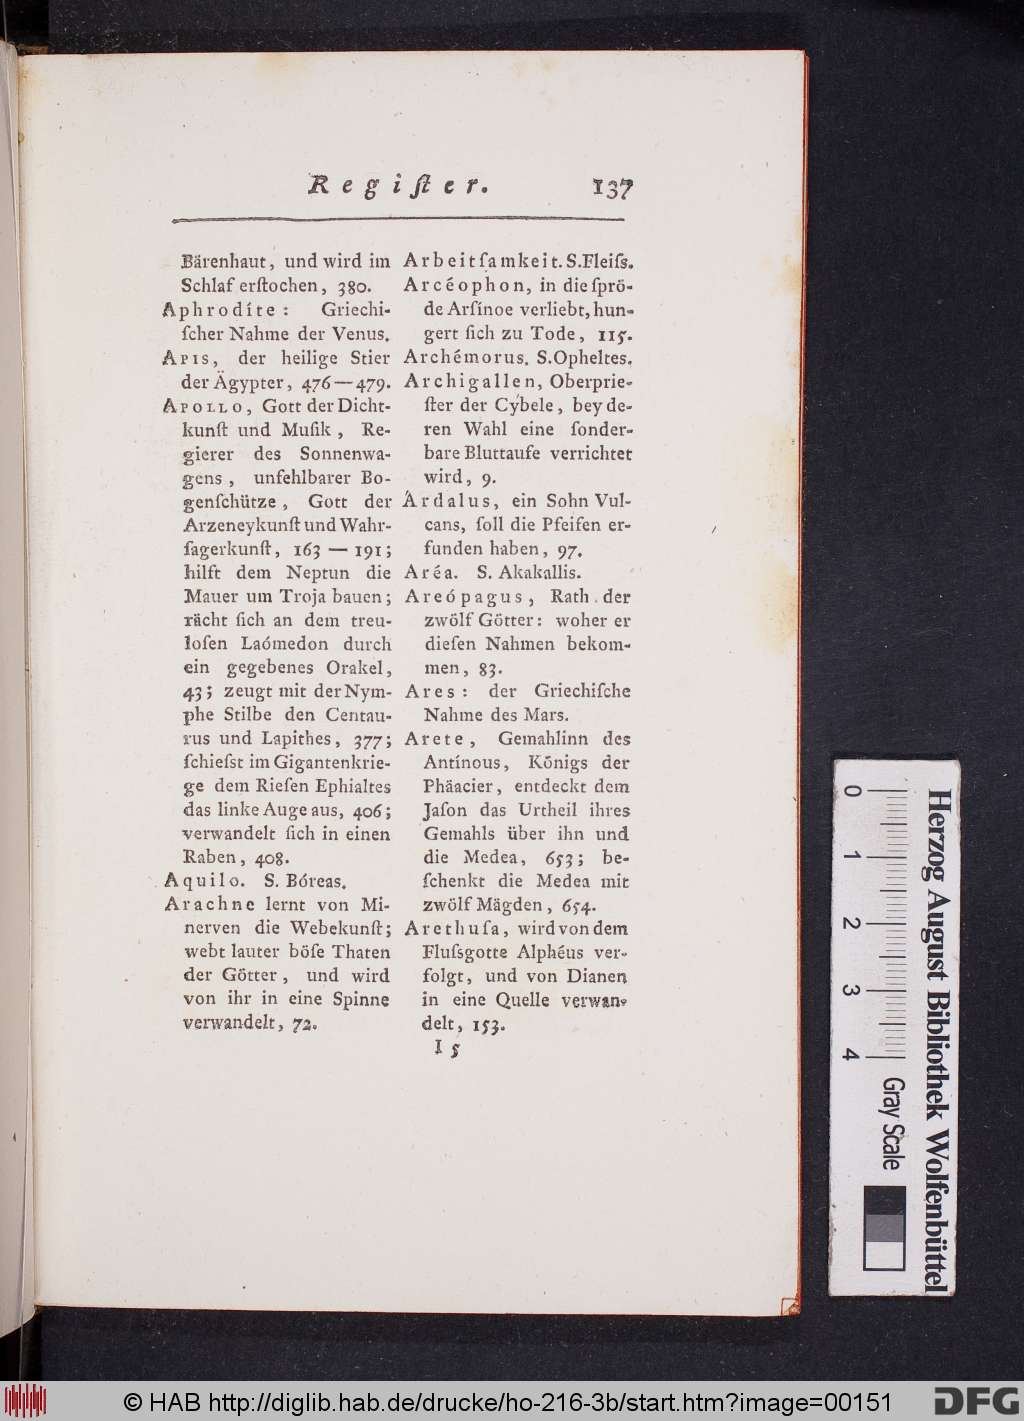 Regiſter. 137
Bärenhaut, und wird im
Schlaf erſtochen, 380.
Aphrodíte: Griechi-
ſcher Nahme der Venus.
APIS, der heilige Stier
der Ägypter, 476—479.
APOLLO, Gott der Dicht-
kunſt und Muſik, Re-
gierer des Sonnenwa-
gens, unfehlbarer Bo-
genſchütze, Gott der
Arzeneykunſt und Wahr-
ſagerkunſt, 163 — 191;
hilft dem Neptun die
Mauer um Troja bauen;
rächt ſich an dem treu-
loſen Laómedon durch
ein gegebenes Orakel,
43; zeugt mit der Nym-
phe Stilbe den Centau-
rus und Lapithes, 377;
ſchieſst im Gigantenkrie-
ge dem Rieſen Ephialtes
das linke Auge aus, 406;
verwandelt ſich in einen
Raben, 408.
Aquilo. S. Bóreas.
Arachne lernt von Mi-
nerven die Webekunſt;
webt lauter böſe Thaten
der Götter, und wird
von ihr in eine Spinne
verwandelt, 72.
Arbeitſamkeit. S. Fleiſs.
Arcéophon, in die ſprö-
de Arſínoe verliebt, hun-
gert ſich zu Tode, 115.
Archémorus. S. Opheltes.
Archigallen, Oberprie-
ſter der Cýbele, bey de-
ren Wahl eine ſonder-
bare Bluttaufe verrichtet
wird, 9.
Árdalus, ein Sohn Vul-
cans, ſoll die Pfeifen er-
funden haben, 97.
Aréa. S. Akakallis.
Areópagus, Rath der
zwölf Götter: woher er
dieſen Nahmen bekom-
men, 83.
Ares: der Griechiſche
Nahme des Mars.
Arete, Gemahlinn des
Antínous, Königs der
Phäacier, entdeckt dem
Jaſon das Urtheil ihres
Gemahls über ihn und
die Medea, 653; be-
ſchenkt die Medea mit
zwölf Mägden, 654.
Arethuſa, wird von dem
Fluſsgotte Alphéus ver-
folgt, und von Dianen
in eine Quelle verwan-
delt, 153.
I 5
0 1 2 3 4 Gray Scale
Herzog August Bibliothek Wolfenbüttel
© HAB http://diglib.hab.de/drucke/ho-216-3b/start.htm?image=00151
DFG